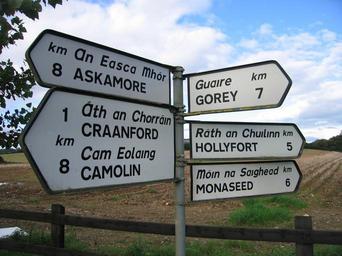 km An Easca Mhór
8 ASKAMORE
1 Áth an Chorráin
km CRAANFORD
Cam Eolaing
8 CAMOLIN
Guaire km
GOREY 7
Ráth an Chuilinn km
HOLLYFORT 5
Móin na Saighead km
MONASEED 6